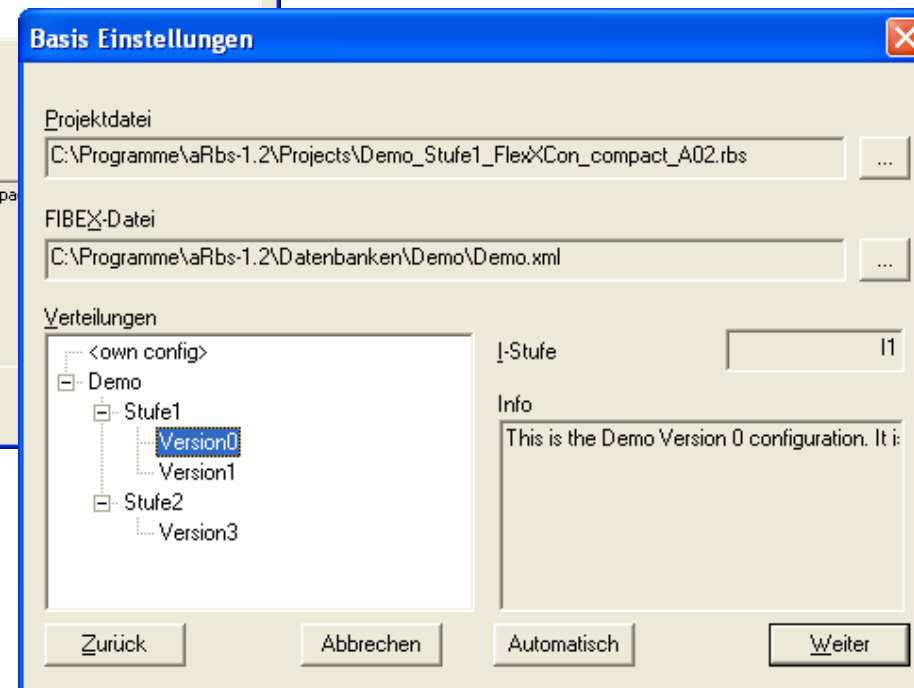 Basis Einstellungen
Projektdatei
C:\Programme\aRbs-1.2\Projects\Demo_Stufe1_FlexXCon_compact_A02.rbs
...
FIBEX-Datei
C:\Programme\aRbs-1.2\Datenbanken\Demo\Demo.xml
...
Verteilungen
<own config>
Demo
Stufe1
Version0
Version1
Stufe2
Version3
I-Stufe
I1
Info
This is the Demo Version 0 configuration. It
Zurück
Abbrechen
Automatisch
Weiter